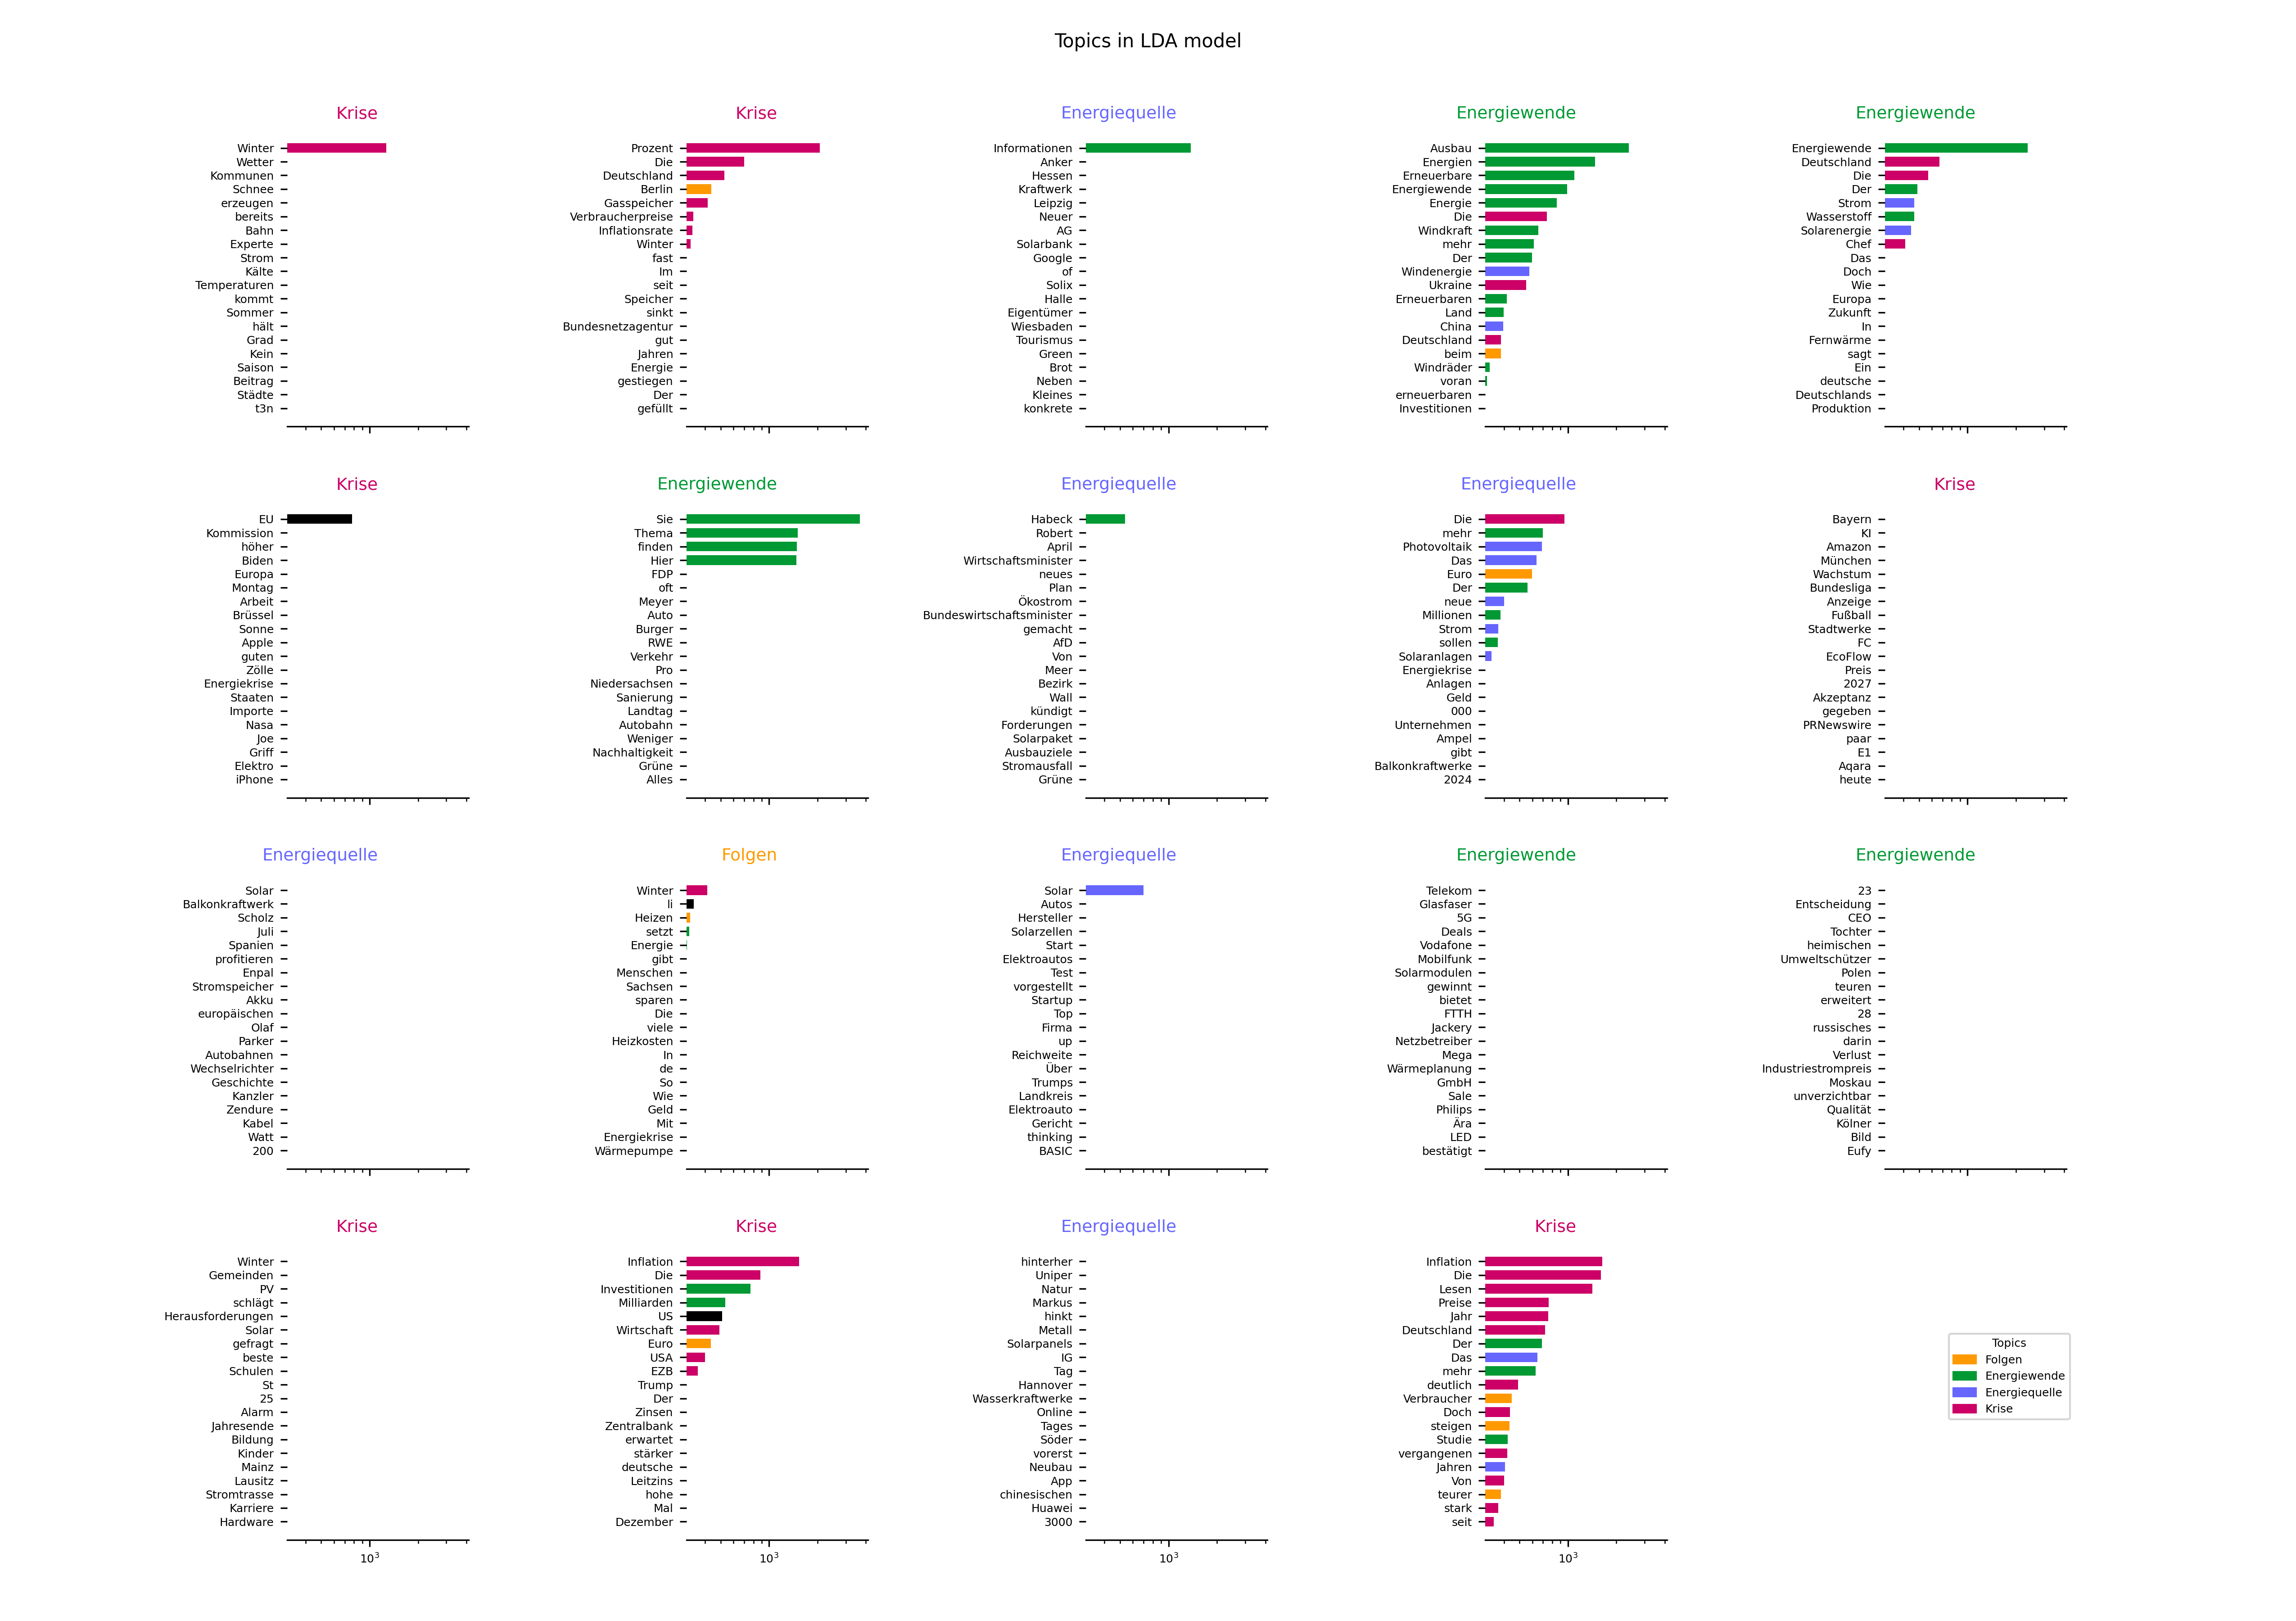 Topics in LDA model
Krise
Winter
Wetter
Kommunen
Schnee
erzeugen
bereits
Bahn
Experte
Strom
Kälte
Temperaturen
kommt
Sommer
hält
Grad
Kein
Saison
Beitrag
Städte
t3n
Krise
Prozent
Die
Deutschland
Berlin
Gasspeicher
Verbraucherpreise
Inflationsrate
Winter
fast
Im
seit
Speicher
sinkt
Bundesnetzagentur
gut
Jahren
Energie
gestiegen
Der
gefüllt
Energiequelle
Informationen
Anker
Hessen
Kraftwerk
Leipzig
Neuer
AG
Solarbank
Google
of
Solix
Halle
Eigentümer
Wiesbaden
Tourismus
Green
Brot
Neben
Kleines
konkrete
Energiewende
Ausbau
Energien
Erneuerbare
Energiewende
Energie
Die
Windkraft
mehr
Der
Windenergie
Ukraine
Erneuerbaren
Land
China
Deutschland
beim
Windräder
voran
erneuerbaren
Investitionen
Energiewende
Energiewende
Deutschland
Die
Der
Strom
Wasserstoff
Solarenergie
Chef
Das
Doch
Wie
Europa
Zukunft
In
Fernwärme
sagt
Ein
deutsche
Deutschlands
Produktion
Krise
EU
Kommission
höher
Biden
Europa
Montag
Arbeit
Brüssel
Sonne
Apple
guten
Zölle
Energiekrise
Staaten
Importe
Nasa
Joe
Griff
Elektro
iPhone
Energiewende
Sie
Thema
finden
Hier
FDP
oft
Meyer
Auto
Burger
RWE
Verkehr
Pro
Niedersachsen
Sanierung
Landtag
Autobahn
Weniger
Nachhaltigkeit
Grüne
Alles
Energiequelle
Habeck
Robert
April
Wirtschaftsminister
neues
Plan
Ökostrom
Bundeswirtschaftsminister
gemacht
AfD
Von
Meer
Bezirk
Wall
kündigt
Forderungen
Solarpaket
Ausbauziele
Stromausfall
Grüne
Energiequelle
Die
mehr
Photovoltaik
Das
Euro
Der
neue
Millionen
Strom
sollen
Solaranlagen
Energiekrise
Anlagen
Geld
000
Unternehmen
Ampel
gibt
Balkonkraftwerke
2024
Krise
Bayern
KI
Amazon
München
Wachstum
Bundesliga
Anzeige
Fußball
Stadtwerke
FC
EcoFlow
Preis
2027
Akzeptanz
gegeben
PRNewswire
paar
E1
Aqara
heute
Energiequelle
Solar
Balkonkraftwerk
Scholz
Juli
Spanien
profitieren
Enpal
Stromspeicher
Akku
europäischen
Olaf
Parker
Autobahnen
Wechselrichter
Geschichte
Kanzler
Zendure
Kabel
Watt
200
Folgen
Winter
li
Heizen
setzt
Energie
gibt
Menschen
Sachsen
sparen
Die
viele
Heizkosten
In
de
So
Wie
Geld
Mit
Energiekrise
Wärmepumpe
Energiequelle
Solar
Autos
Hersteller
Solarzellen
Start
Elektroautos
Test
vorgestellt
Startup
Top
Firma
up
Reichweite
Über
Trumps
Landkreis
Elektroauto
Gericht
thinking
BASIC
Energiewende
Telekom
Glasfaser
5G
Deals
Vodafone
Mobilfunk
Solarmodulen
gewinnt
bietet
FTTH
Jackery
Netzbetreiber
Mega
Wärmeplanung
GmbH
Sale
Philips
Ära
LED
bestätigt
Energiewende
23
Entscheidung
CEO
Tochter
heimischen
Umweltschützer
Polen
teuren
erweitert
28
russisches
darin
Verlust
Industriestrompreis
Moskau
unverzichtbar
Qualität
Kölner
Bild
Eufy
Krise
Winter
Gemeinden
PV
schlägt
Herausforderungen
Solar
gefragt
beste
Schulen
St
25
Alarm
Jahresende
Bildung
Kinder
Mainz
Lausitz
Stromtrasse
Karriere
Hardware
10³
Krise
Inflation
Die
Investitionen
Milliarden
US
Wirtschaft
Euro
USA
EZB
Trump
Der
Zinsen
Zentralbank
erwartet
stärker
deutsche
Leitzins
hohe
Mal
Dezember
10³
Energiequelle
hinterher
Uniper
Natur
Markus
hinkt
Metall
Solarpanels
IG
Tag
Hannover
Wasserkraftwerke
Online
Tages
Söder
vorerst
Neubau
App
chinesischen
Huawei
3000
10³
Krise
Inflation
Die
Lesen
Preise
Jahr
Deutschland
Der
Das
mehr
deutlich
Verbraucher
Doch
steigen
Studie
vergangenen
Jahren
Von
teurer
stark
seit
10³
Topics
Folgen
Energiewende
Energiequelle
Krise